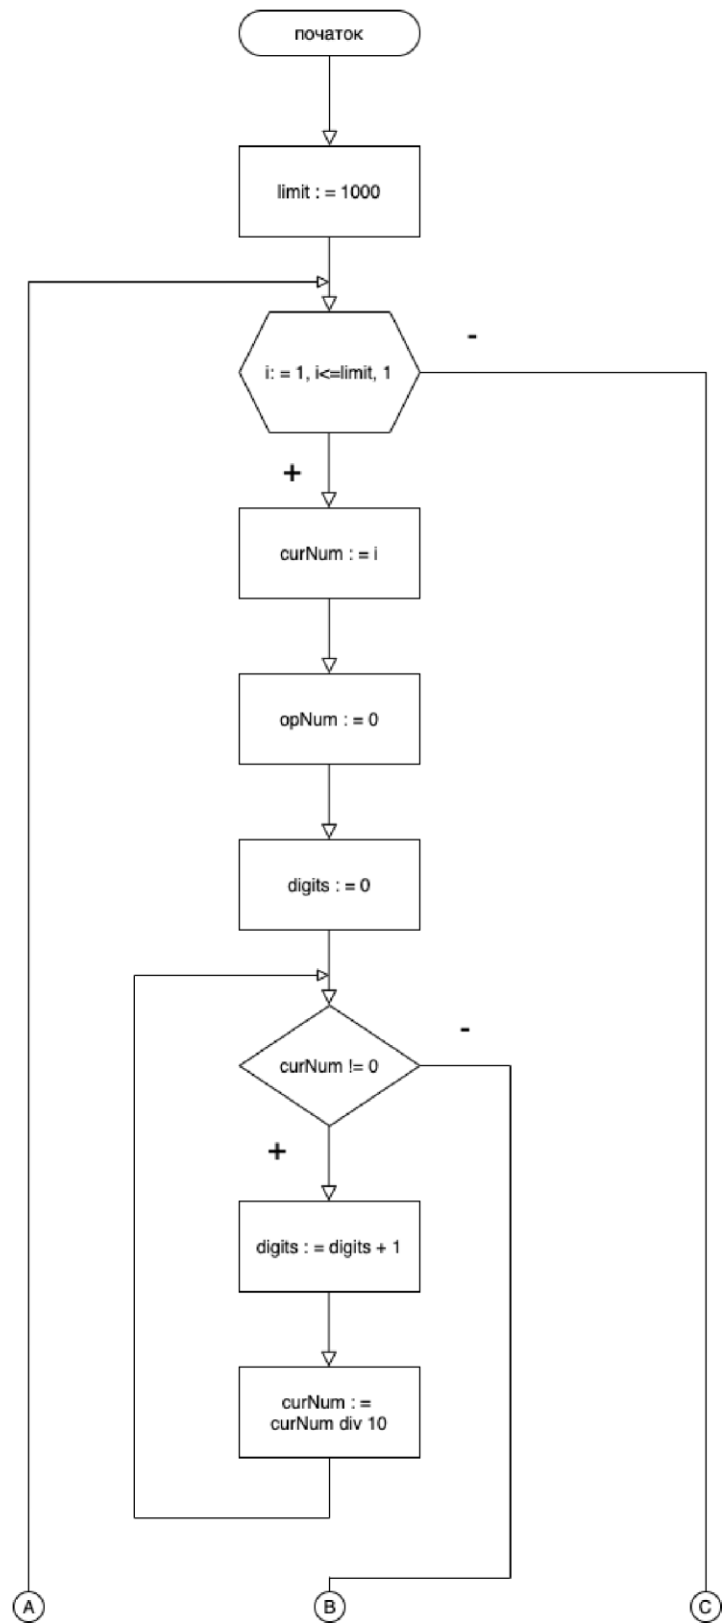 початок
limit : = 1000
-
i: = 1, i<=limit, 1
+
curNum : = i
opNum : = 0
digits : = 0
-
curNum != 0
+
digits : = digits + 1
curNum : =
curNum div 10
A
B
C